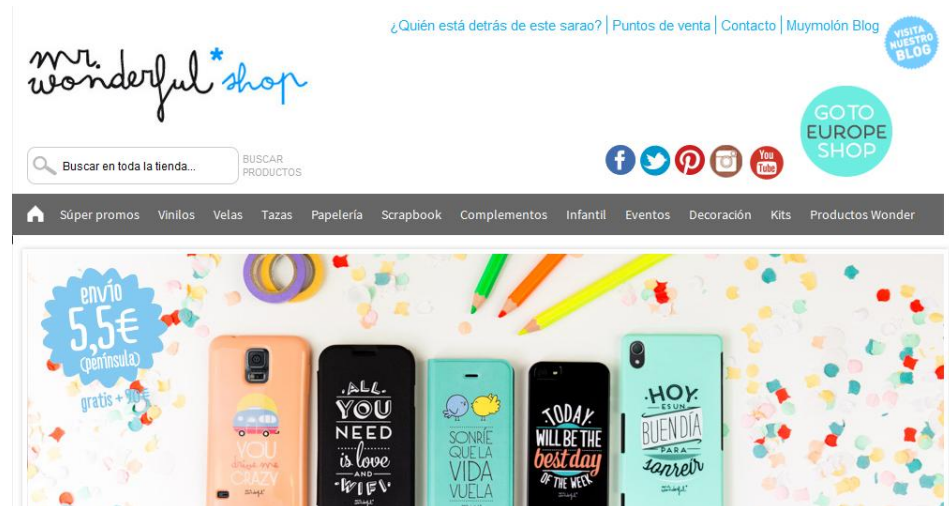 ¿Quién está detrás de este sarao? | Puntos de venta | Contacto | Muymolón Blog
VISITA
NUESTRO
BLOG
mr.
wonderful* shop
GO TO
EUROPE
SHOP
Buscar en toda la tienda...
BUSCAR
PRODUCTOS
You
Tube
Súper promos Vinilos Velas Tazas Papelería Scrapbook Complementos Infantil Eventos Decoración Kits Productos Wonder
envío
5,5€
(península)
gratis + 90€
YOU
drive me
CRAZY
ALL
YOU
NEED
is love
AND
WIFI
SONRÍE
QUE LA
VIDA
VUELA
TODAY
WILL BE THE
best day
OF THE WEEK
HOY
ES UN
BUEN DÍA
PARA
sonreír